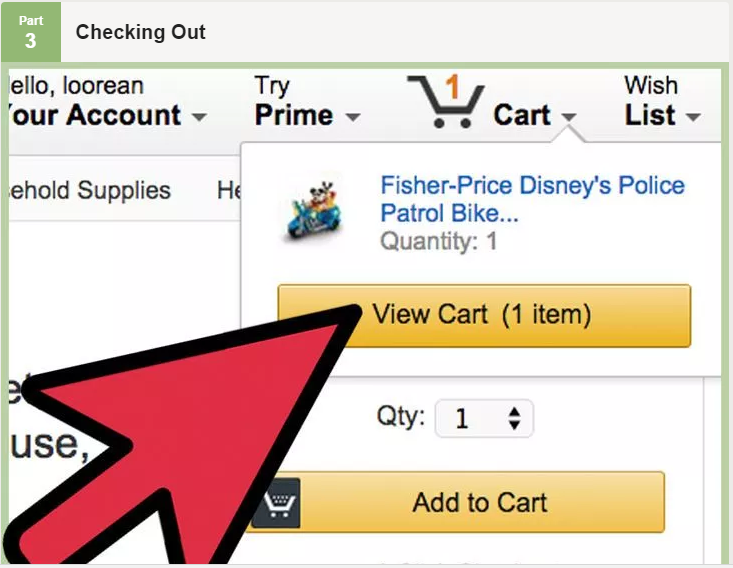 Part
3
Checking Out
ello, loorean
our Account
Try
Prime
1
Cart
Wish
List
ehold Supplies
He
Fisher-Price Disney's Police
Patrol Bike...
Quantity: 1
View Cart (1 item)
Qty: 1
use,
Add to Cart